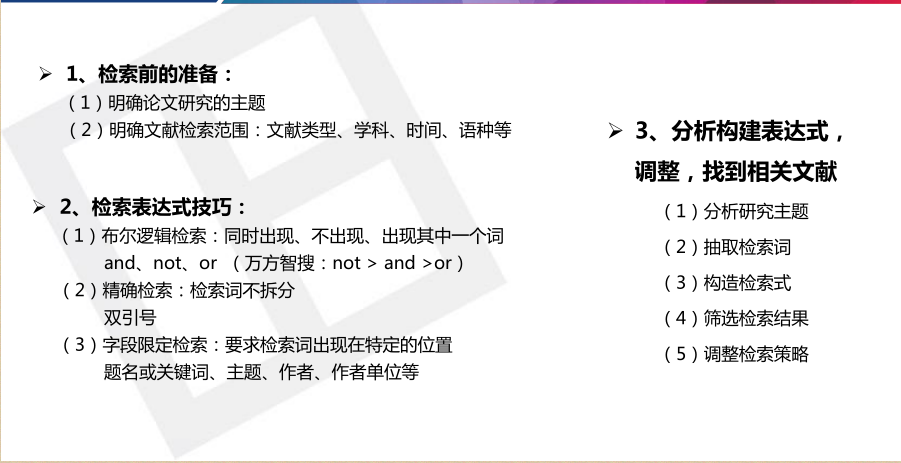 ➢ 1、检索前的准备：
（1）明确论文研究的主题
（2）明确文献检索范围：文献类型、学科、时间、语种等
➢ 2、检索表达式技巧：
（1）布尔逻辑检索：同时出现、不出现、出现其中一个词
and、not、or （万方智搜：not > and >or）
（2）精确检索：检索词不拆分
双引号
（3）字段限定检索：要求检索词出现在特定的位置
题名或关键词、主题、作者、作者单位等
➢ 3、分析构建表达式，
调整，找到相关文献
（1）分析研究主题
（2）抽取检索词
（3）构造检索式
（4）筛选检索结果
（5）调整检索策略